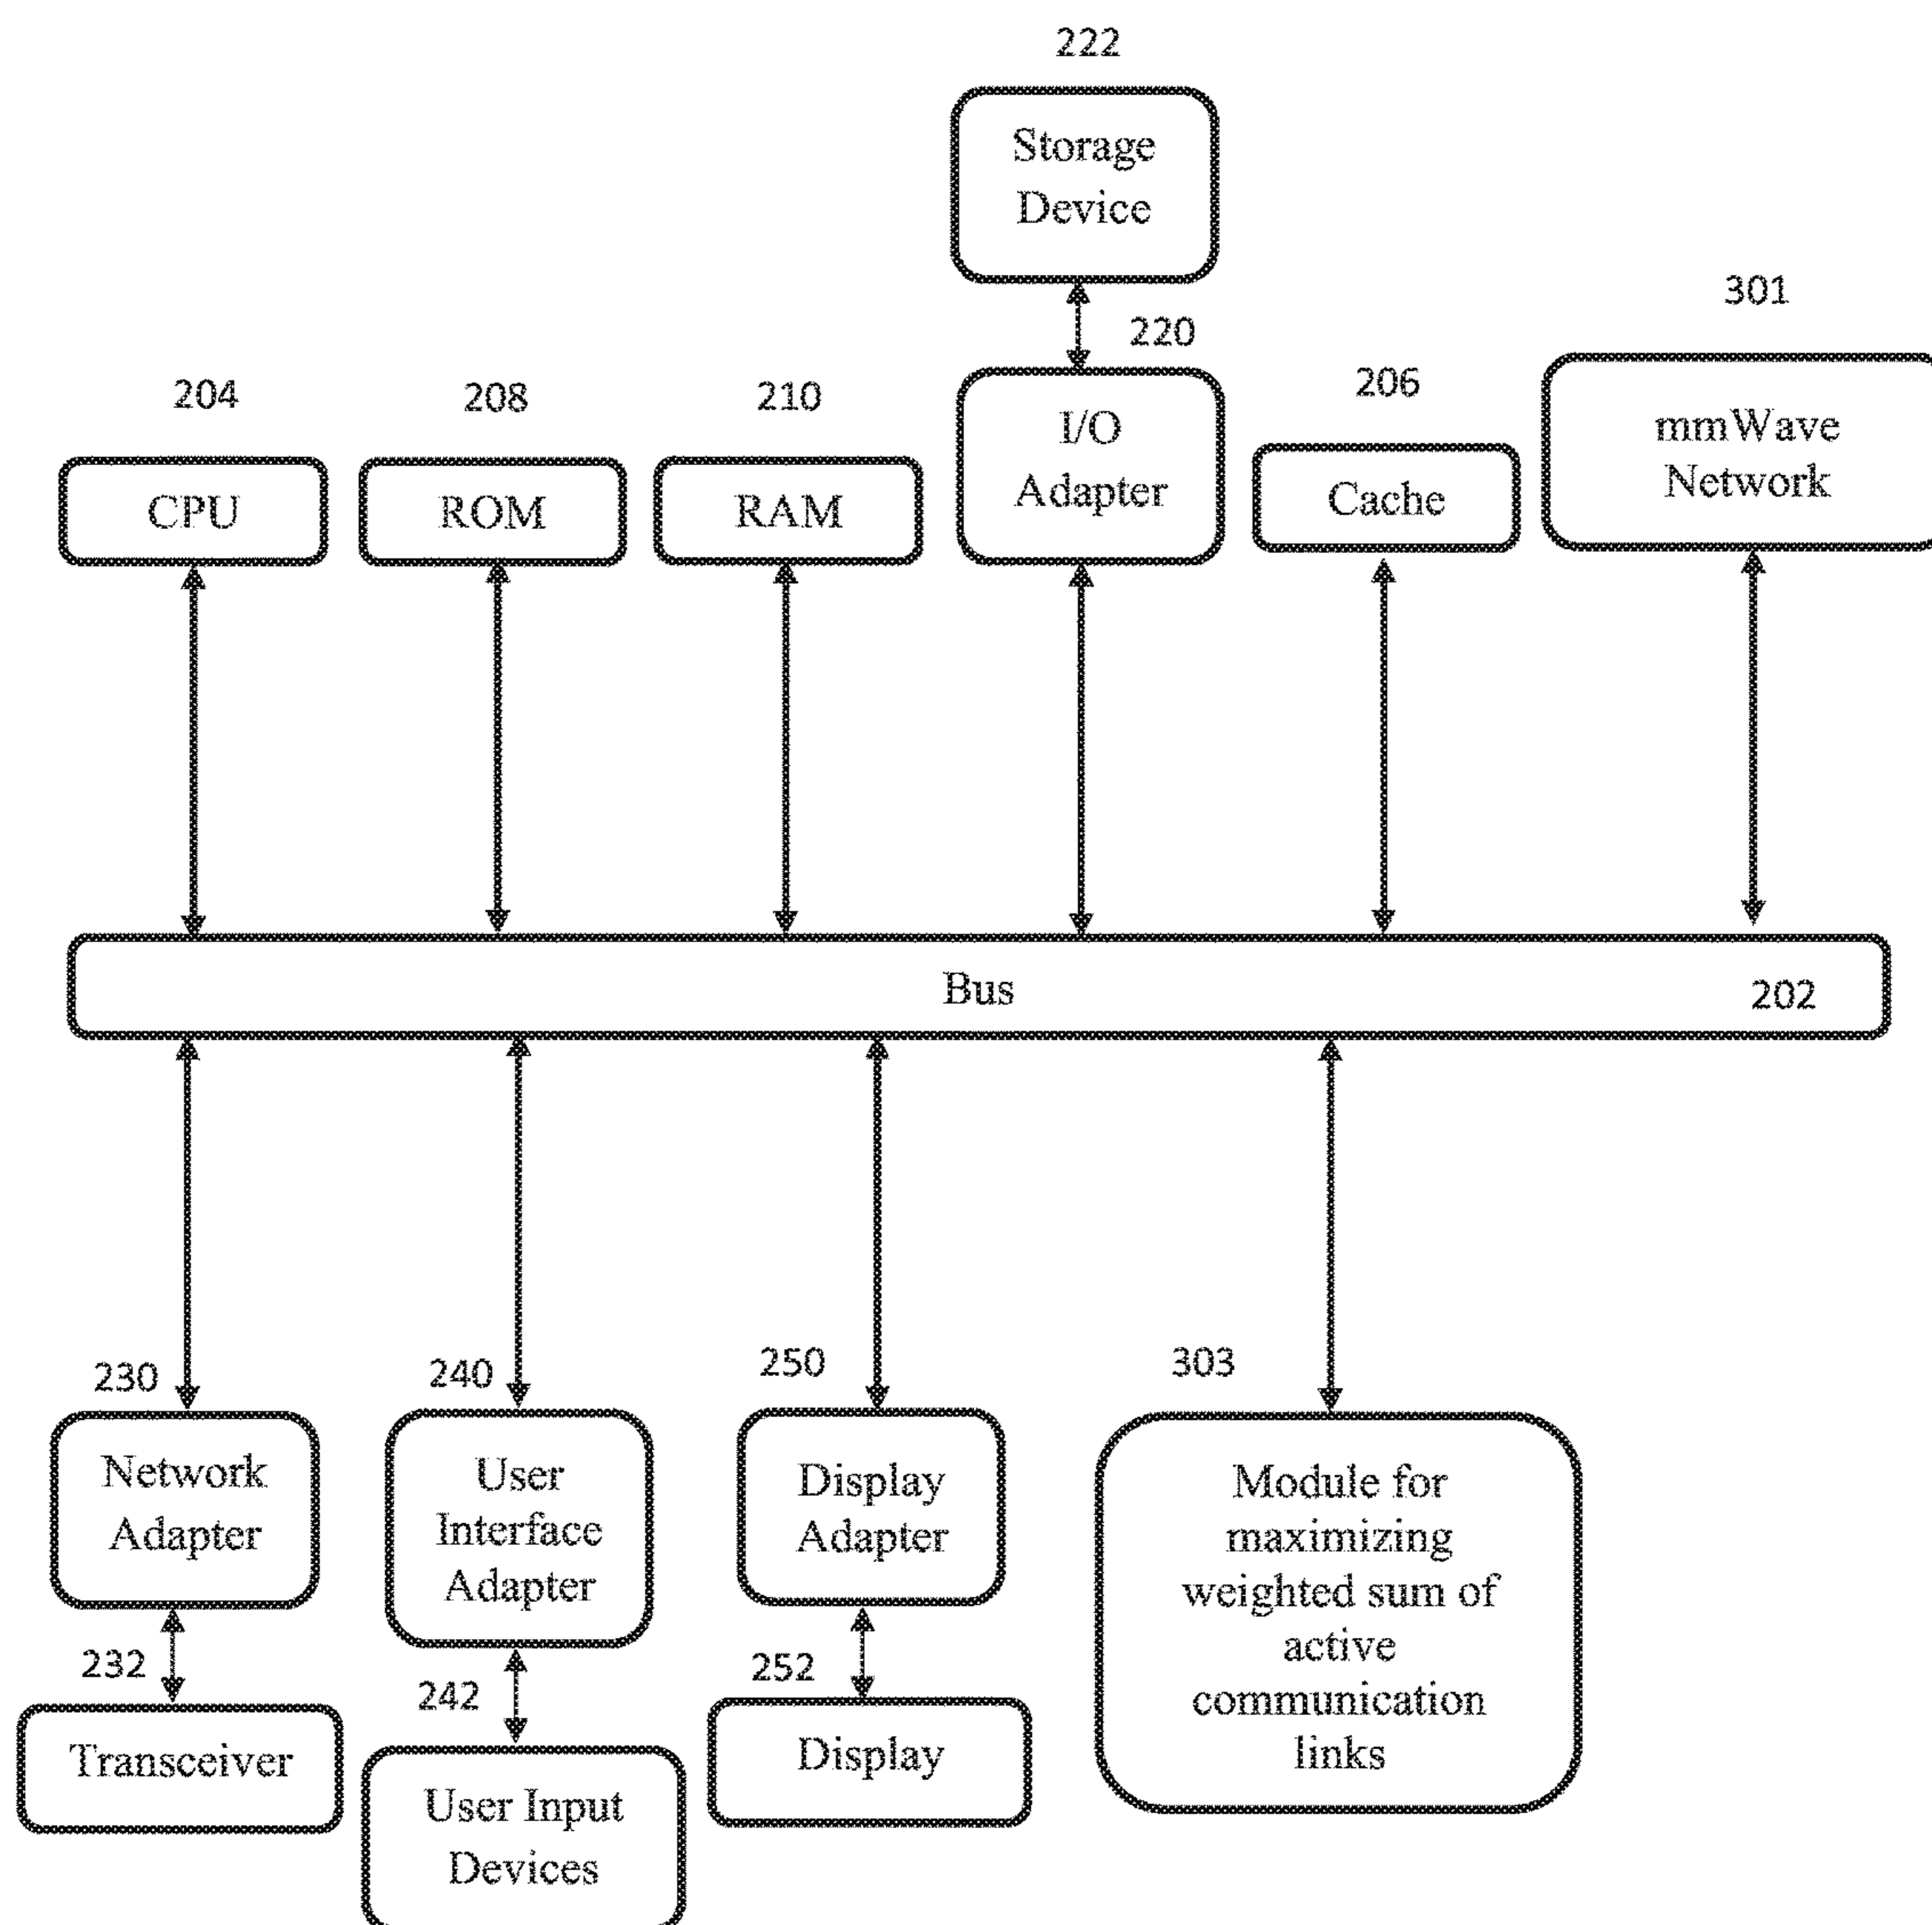 222
Storage
Device
220
301
204
208
210
I/O
Adapter
206
mmWave
Network
CPU
ROM
RAM
Cache
Bus
202
230
240
250
303
Network
Adapter
User
Interface
Adapter
Display
Adapter
Module for
maximizing
weighted sum of
active
communication
links
232
242
252
Transceiver
User Input
Devices
Display